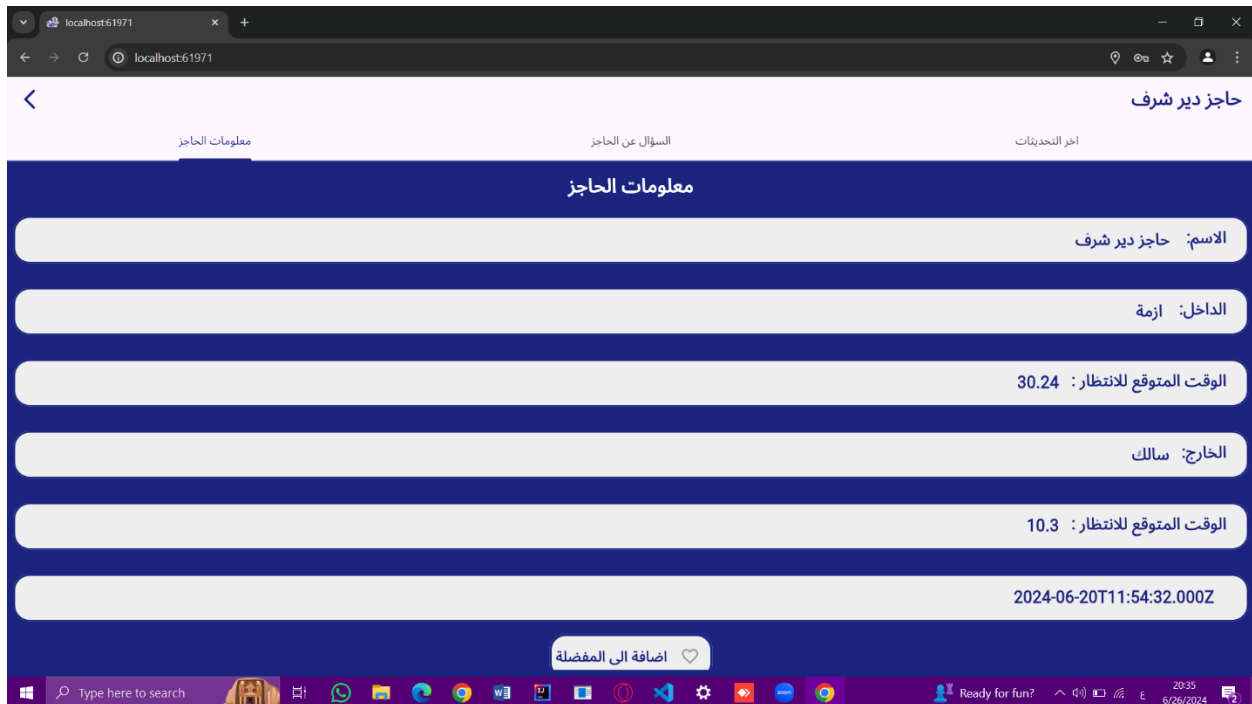 localhost:61971
localhost:61971
حاجز دير شرف
اخر التحديثات
السؤال عن الحاجز
معلومات الحاجز
معلومات الحاجز
الاسم: حاجز دير شرف
الداخل: ازمة
الوقت المتوقع للانتظار : 30.24
الخارج: سالك
الوقت المتوقع للانتظار : 10.3
2024-06-20T11:54:32.000Z
اضافة الى المفضلة
Type here to search
Ready for fun?
ع
20:35
6/26/2024
2